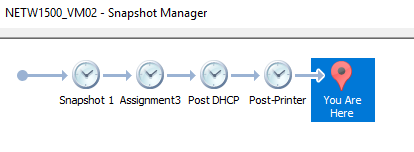 NETW1500_VM02 - Snapshot Manager
Snapshot 1 Assignment3 Post DHCP Post-Printer You Are
Here